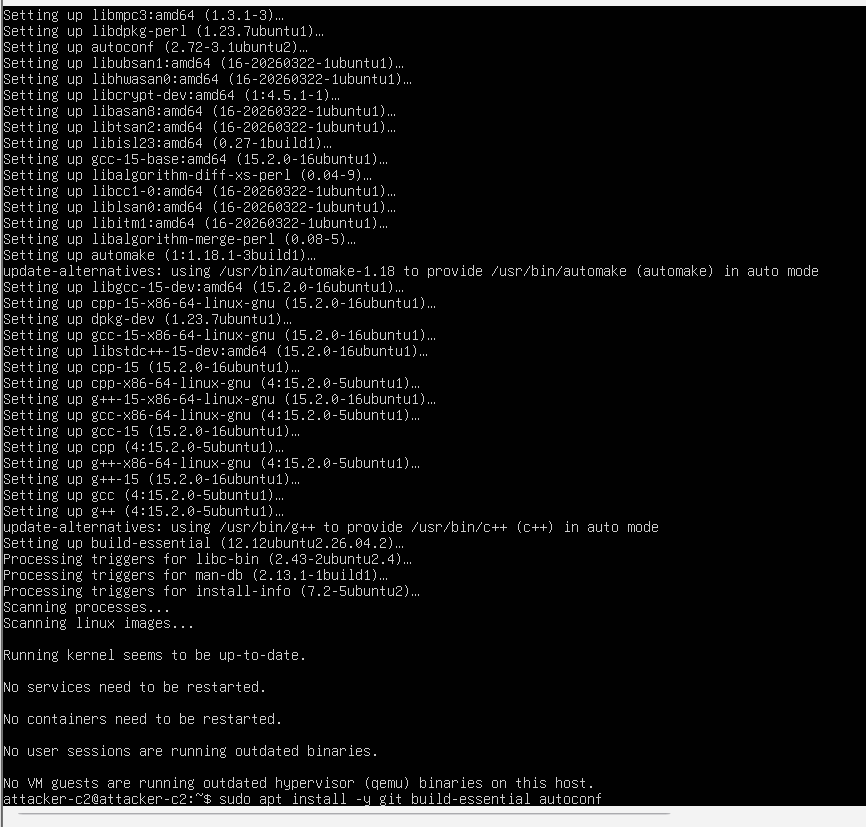 Setting up libmpc3:amd64 (1.3.1-3)…
Setting up libdpkg-perl (1.23.7ubuntu1)…
Setting up autoconf (2.72-3.1ubuntu2)…
Setting up libubsan1:amd64 (16-20260322-1ubuntu1)…
Setting up libhwasan0:amd64 (16-20260322-1ubuntu1)…
Setting up libcrypt-dev:amd64 (1:4.5.1-1)…
Setting up libasan8:amd64 (16-20260322-1ubuntu1)…
Setting up libtsan2:amd64 (16-20260322-1ubuntu1)…
Setting up libisl23:amd64 (0.27-1build1)…
Setting up gcc-15-base:amd64 (15.2.0-16ubuntu1)…
Setting up libalgorithm-diff-xs-perl (0.04-9)…
Setting up libcc1-0:amd64 (16-20260322-1ubuntu1)…
Setting up liblsan0:amd64 (16-20260322-1ubuntu1)…
Setting up libitm1:amd64 (16-20260322-1ubuntu1)…
Setting up libalgorithm-merge-perl (0.08-5)…
Setting up automake (1:1.18.1-3build1)…
update-alternatives: using /usr/bin/automake-1.18 to provide /usr/bin/automake (automake) in auto mode
Setting up libgcc-15-dev:amd64 (15.2.0-16ubuntu1)…
Setting up cpp-15-x86-64-linux-gnu (15.2.0-16ubuntu1)…
Setting up dpkg-dev (1.23.7ubuntu1)…
Setting up gcc-15-x86-64-linux-gnu (15.2.0-16ubuntu1)…
Setting up libstdc++-15-dev:amd64 (15.2.0-16ubuntu1)…
Setting up cpp-15 (15.2.0-16ubuntu1)…
Setting up cpp-x86-64-linux-gnu (4:15.2.0-5ubuntu1)…
Setting up g++-15-x86-64-linux-gnu (15.2.0-16ubuntu1)…
Setting up gcc-x86-64-linux-gnu (4:15.2.0-5ubuntu1)…
Setting up gcc-15 (15.2.0-16ubuntu1)…
Setting up cpp (4:15.2.0-5ubuntu1)…
Setting up g++-x86-64-linux-gnu (4:15.2.0-5ubuntu1)…
Setting up g++-15 (15.2.0-16ubuntu1)…
Setting up gcc (4:15.2.0-5ubuntu1)…
Setting up g++ (4:15.2.0-5ubuntu1)…
update-alternatives: using /usr/bin/g++ to provide /usr/bin/c++ (c++) in auto mode
Setting up build-essential (12.12ubuntu2.26.04.2)…
Processing triggers for libc-bin (2.43-2ubuntu2.4)…
Processing triggers for man-db (2.13.1-1build1)…
Processing triggers for install-info (7.2-5ubuntu2)…
Scanning processes...
Scanning linux images...
Running kernel seems to be up-to-date.
No services need to be restarted.
No containers need to be restarted.
No user sessions are running outdated binaries.
No VM guests are running outdated hypervisor (qemu) binaries on this host.
attacker-c2@attacker-c2:~$ sudo apt install -y git build-essential autoconf